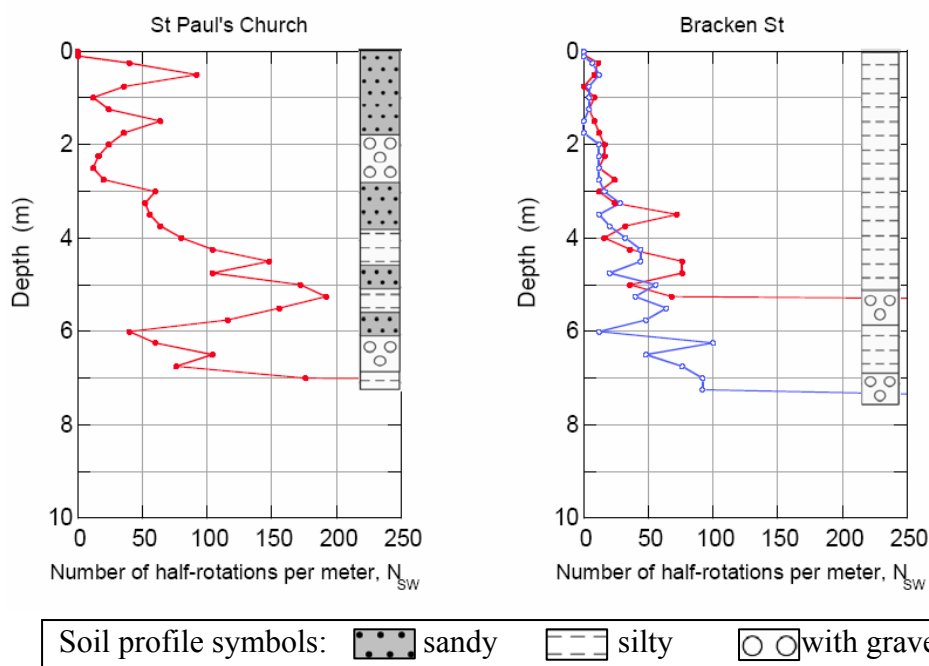 St Paul's Church
0
2
4
6
8
10
Depth (m)
0 50 100 150 200 250
Number of half-rotations per meter, N_SW
Bracken St
0
2
4
6
8
10
Depth (m)
0 50 100 150 200 250
Number of half-rotations per meter, N_SW
Soil profile symbols: sandy silty with grave